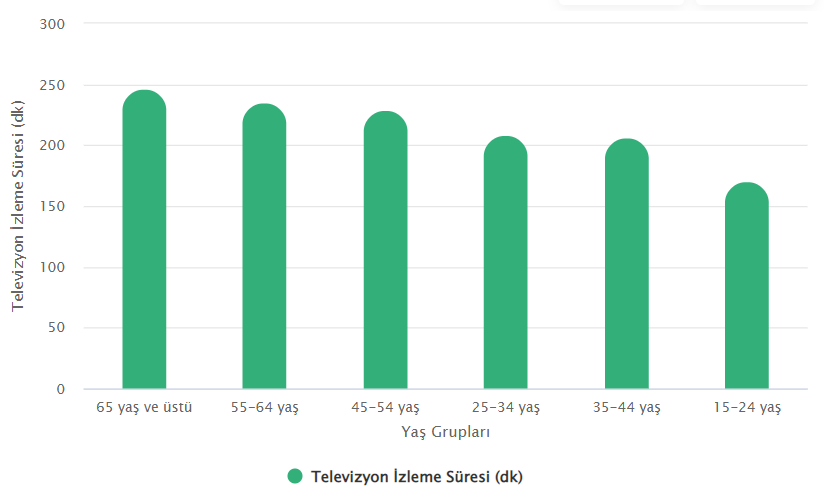 300
250
200
150
100
50
0
Televizyon İzleme Süresi (dk)
65 yaş ve üstü
55-64 yaş
45-54 yaş
25-34 yaş
35-44 yaş
15-24 yaş
Yaş Grupları
Televizyon İzleme Süresi (dk)